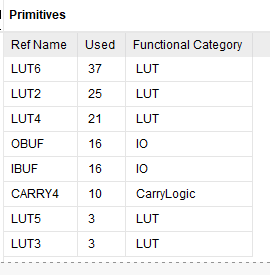 Primitives
Ref Name Used Functional Category
LUT6 37 LUT
LUT2 25 LUT
LUT4 21 LUT
OBUF 16 IO
IBUF 16 IO
CARRY4 10 CarryLogic
LUT5 3 LUT
LUT3 3 LUT